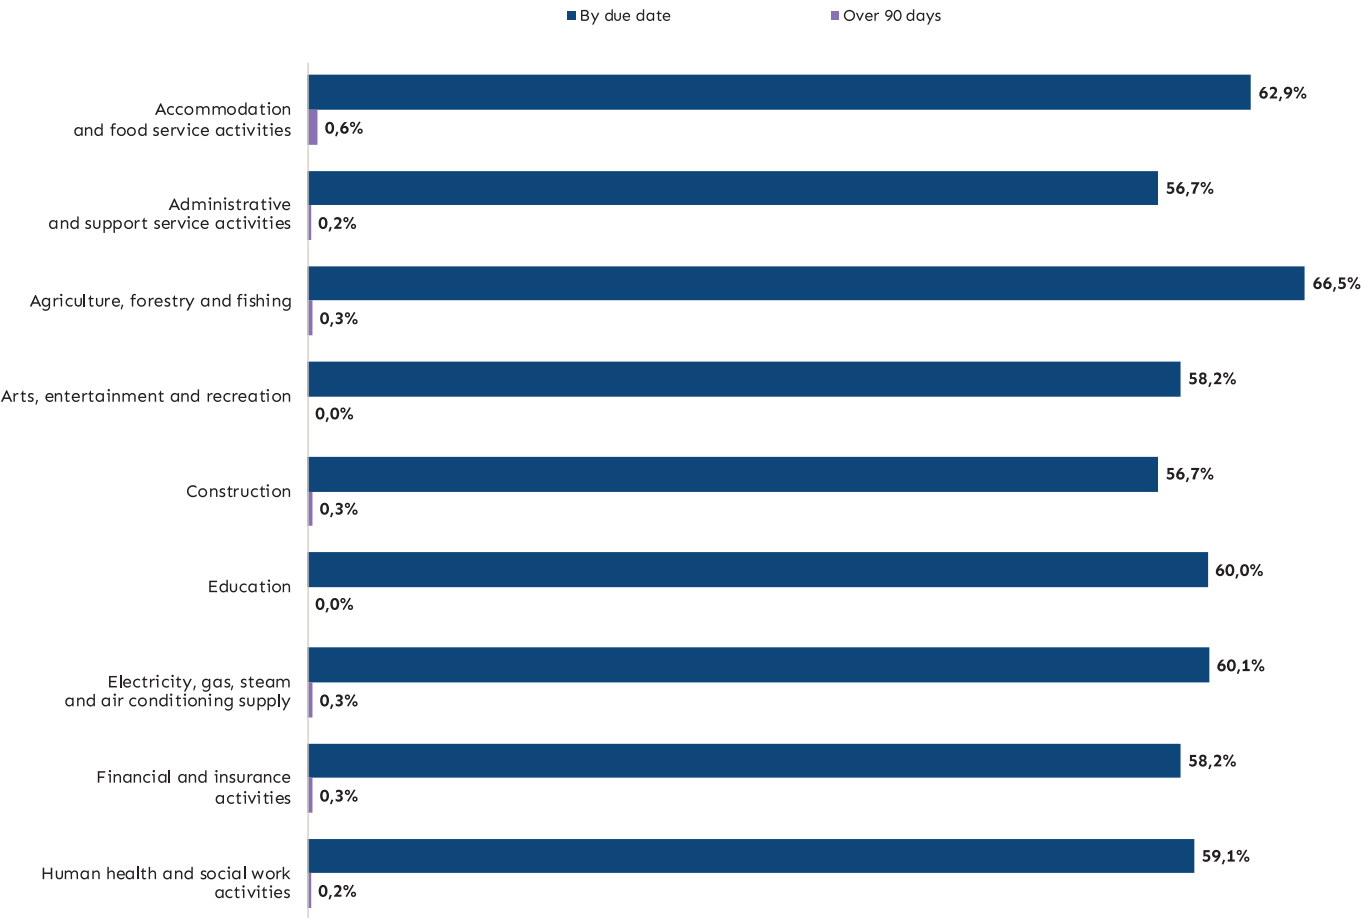 By due date
Over 90 days
Accommodation
and food service activities
62,9%
0,6%
Administrative
and support service activities
56,7%
0,2%
Agriculture, forestry and fishing
66,5%
0,3%
Arts, entertainment and recreation
58,2%
0,0%
Construction
56,7%
0,3%
Education
60,0%
0,0%
Electricity, gas, steam
and air conditioning supply
60,1%
0,3%
Financial and insurance
activities
58,2%
0,3%
Human health and social work
activities
59,1%
0,2%